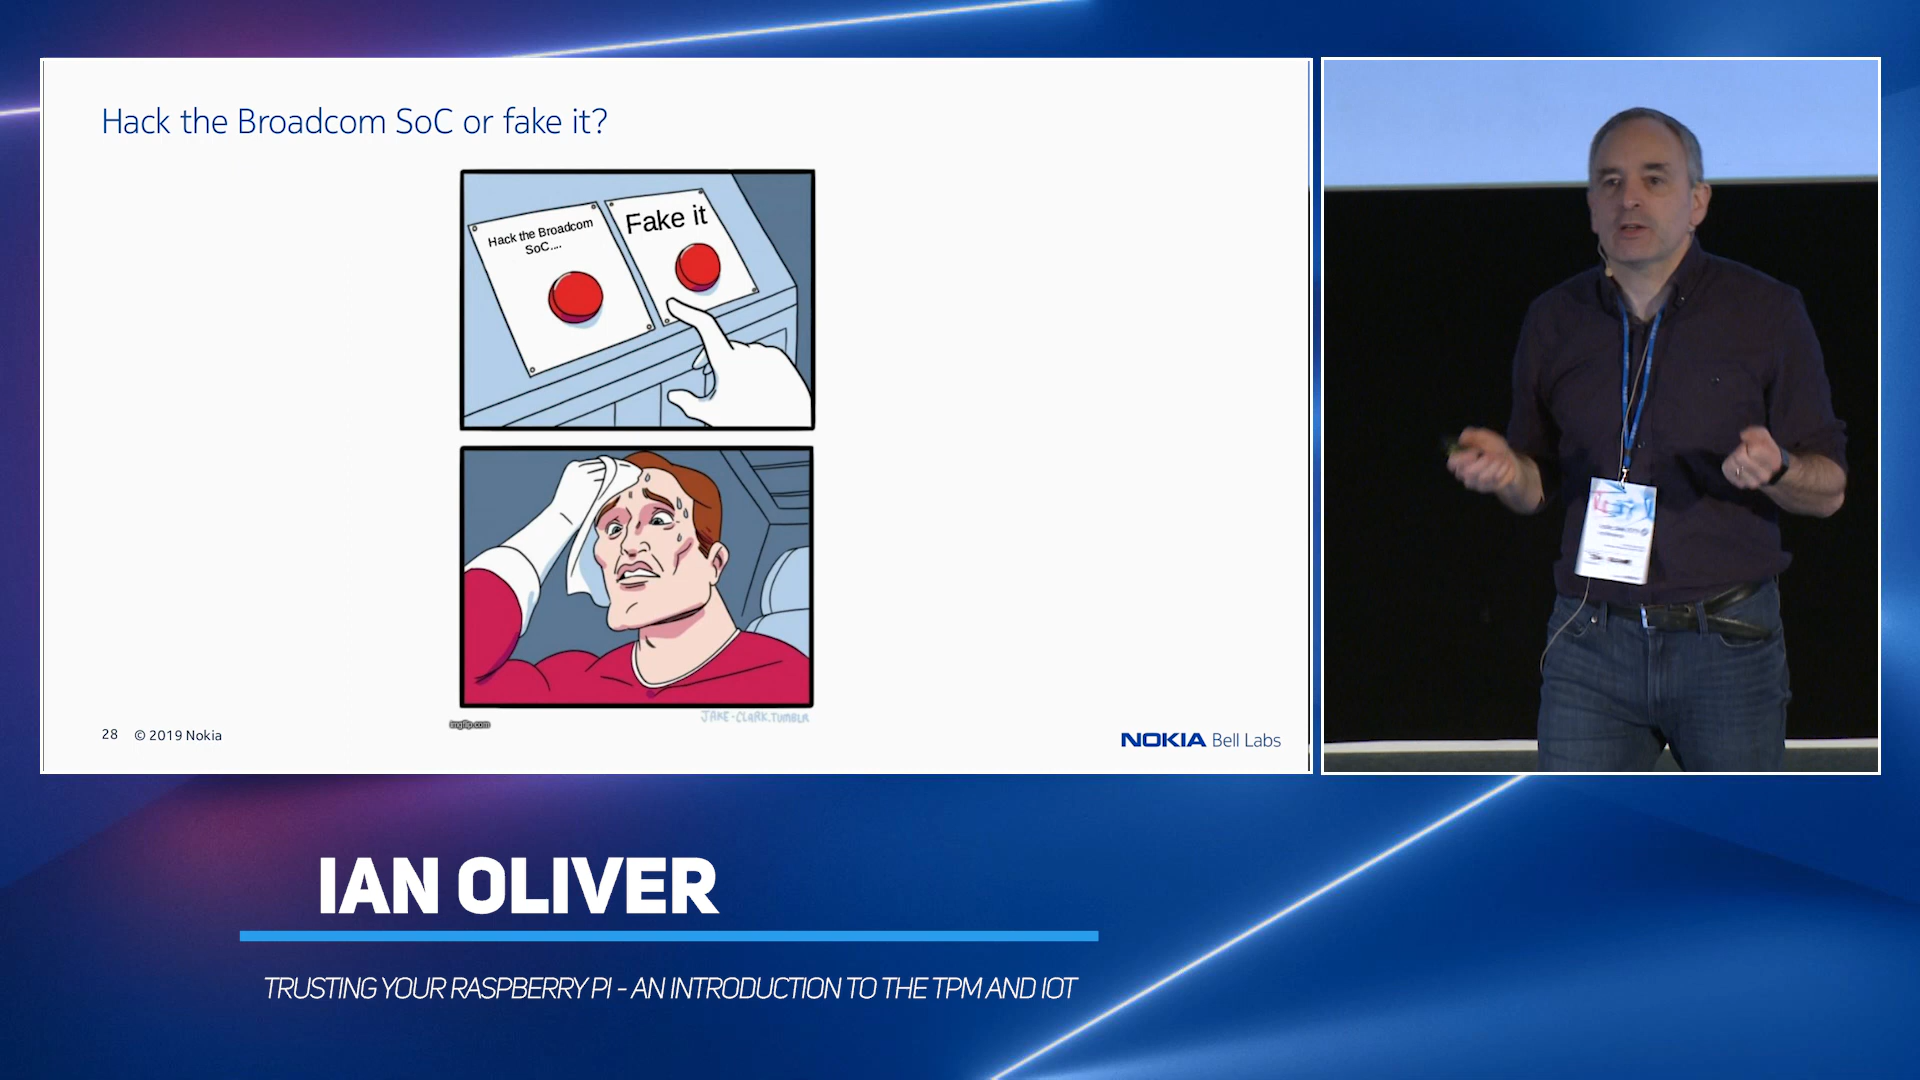 Hack the Broadcom SoC or fake it?
Hack the Broadcom
SoC....
Fake it
imgflip.com
JAKE-CLARK.TUMBLR
28 © 2019 Nokia
NOKIA Bell Labs
IAN OLIVER
TRUSTING YOUR RASPBERRY PI - AN INTRODUCTION TO THE TPM AND IOT